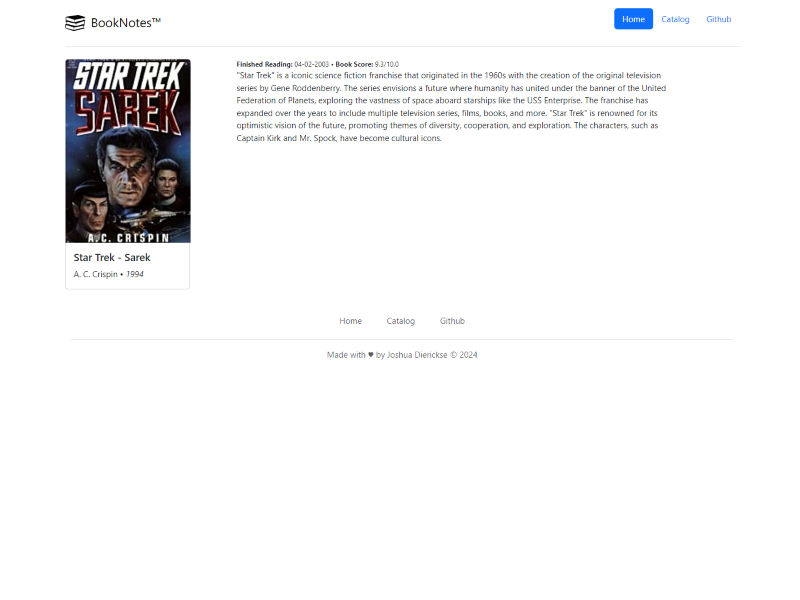 BookNotes™
Home Catalog Github
STAR TREK
SAREK
A.C. CRISPIN
Star Trek - Sarek
A. C. Crispin • 1994
Finished Reading: 04-02-2003 • Book Score: 9.3/10.0
"Star Trek" is a iconic science fiction franchise that originated in the 1960s with the creation of the original television
series by Gene Roddenberry. The series envisions a future where humanity has united under the banner of the United
Federation of Planets, exploring the vastness of space aboard starships like the USS Enterprise. The franchise has
expanded over the years to include multiple television series, films, books, and more. "Star Trek" is renowned for its
optimistic vision of the future, promoting themes of diversity, cooperation, and exploration. The characters, such as
Captain Kirk and Mr. Spock, have become cultural icons.
Home Catalog Github
Made with ♥ by Joshua Dierickse © 2024